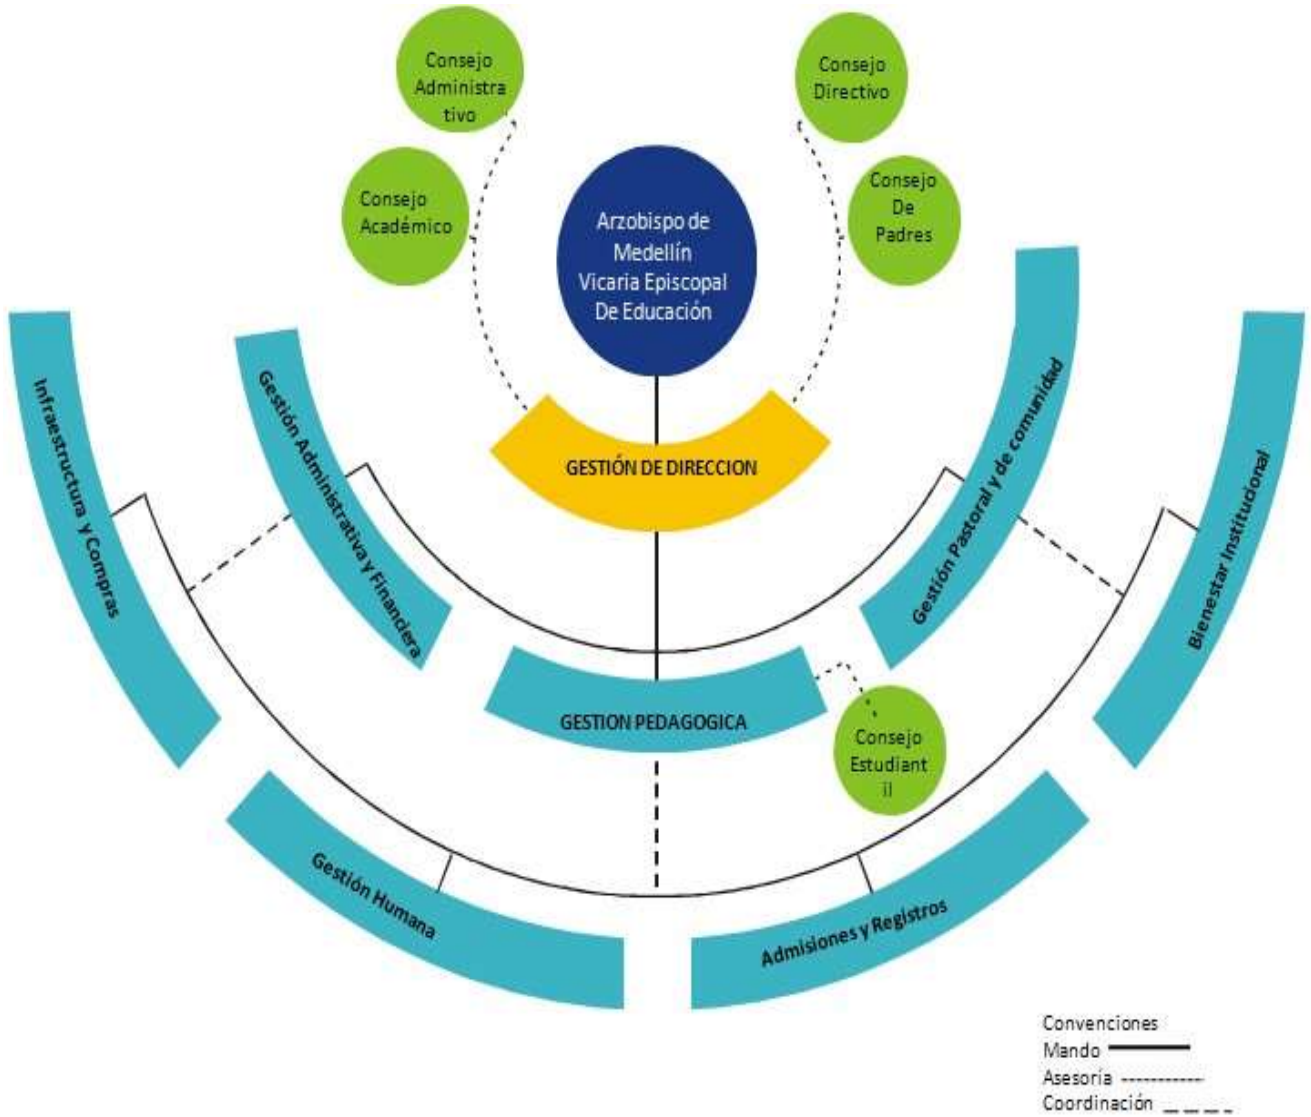 Consejo
Administra
tivo
Consejo
Directivo
Consejo
Académico
Consejo
De
Padres
Arzobispo de
Medellín
Vicaria Episcopal
De Educación
GESTIÓN DE DIRECCION
Infraestructura y Compras
Gestión Administrativa y Financiera
Gestión Pastoral y de comunidad
Bienestar Institucional
GESTION PEDAGOGICA
Consejo
Estudiant
il
Gestión Humana
Admisiones y Registros
Convenciones
Mando
Asesoría
Coordinación